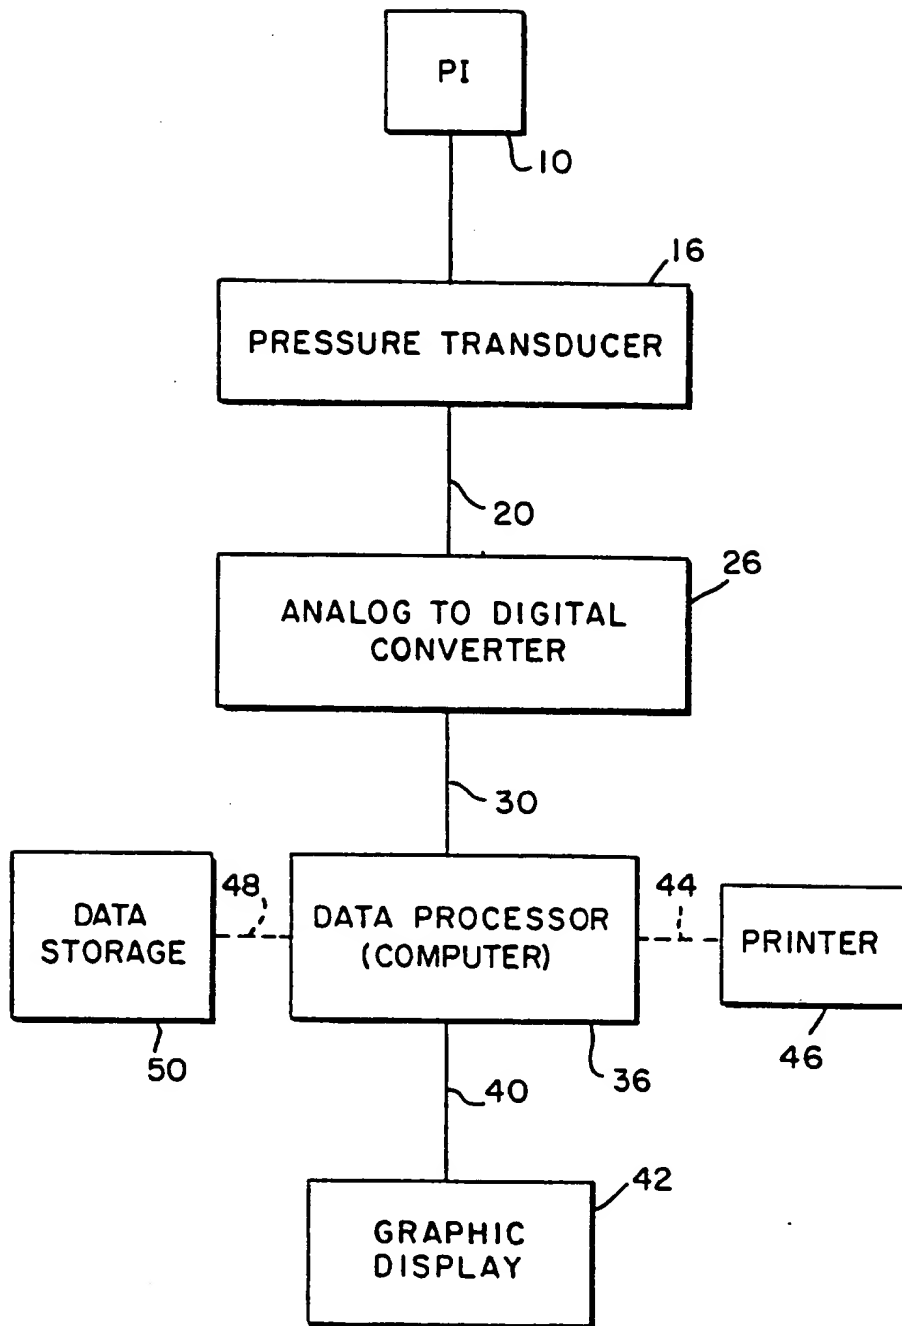 PI
10
16
PRESSURE TRANSDUCER
20
26
ANALOG TO DIGITAL
CONVERTER
30
48
44
DATA
STORAGE
DATA PROCESSOR
(COMPUTER)
PRINTER
50
36
46
40
42
GRAPHIC
DISPLAY